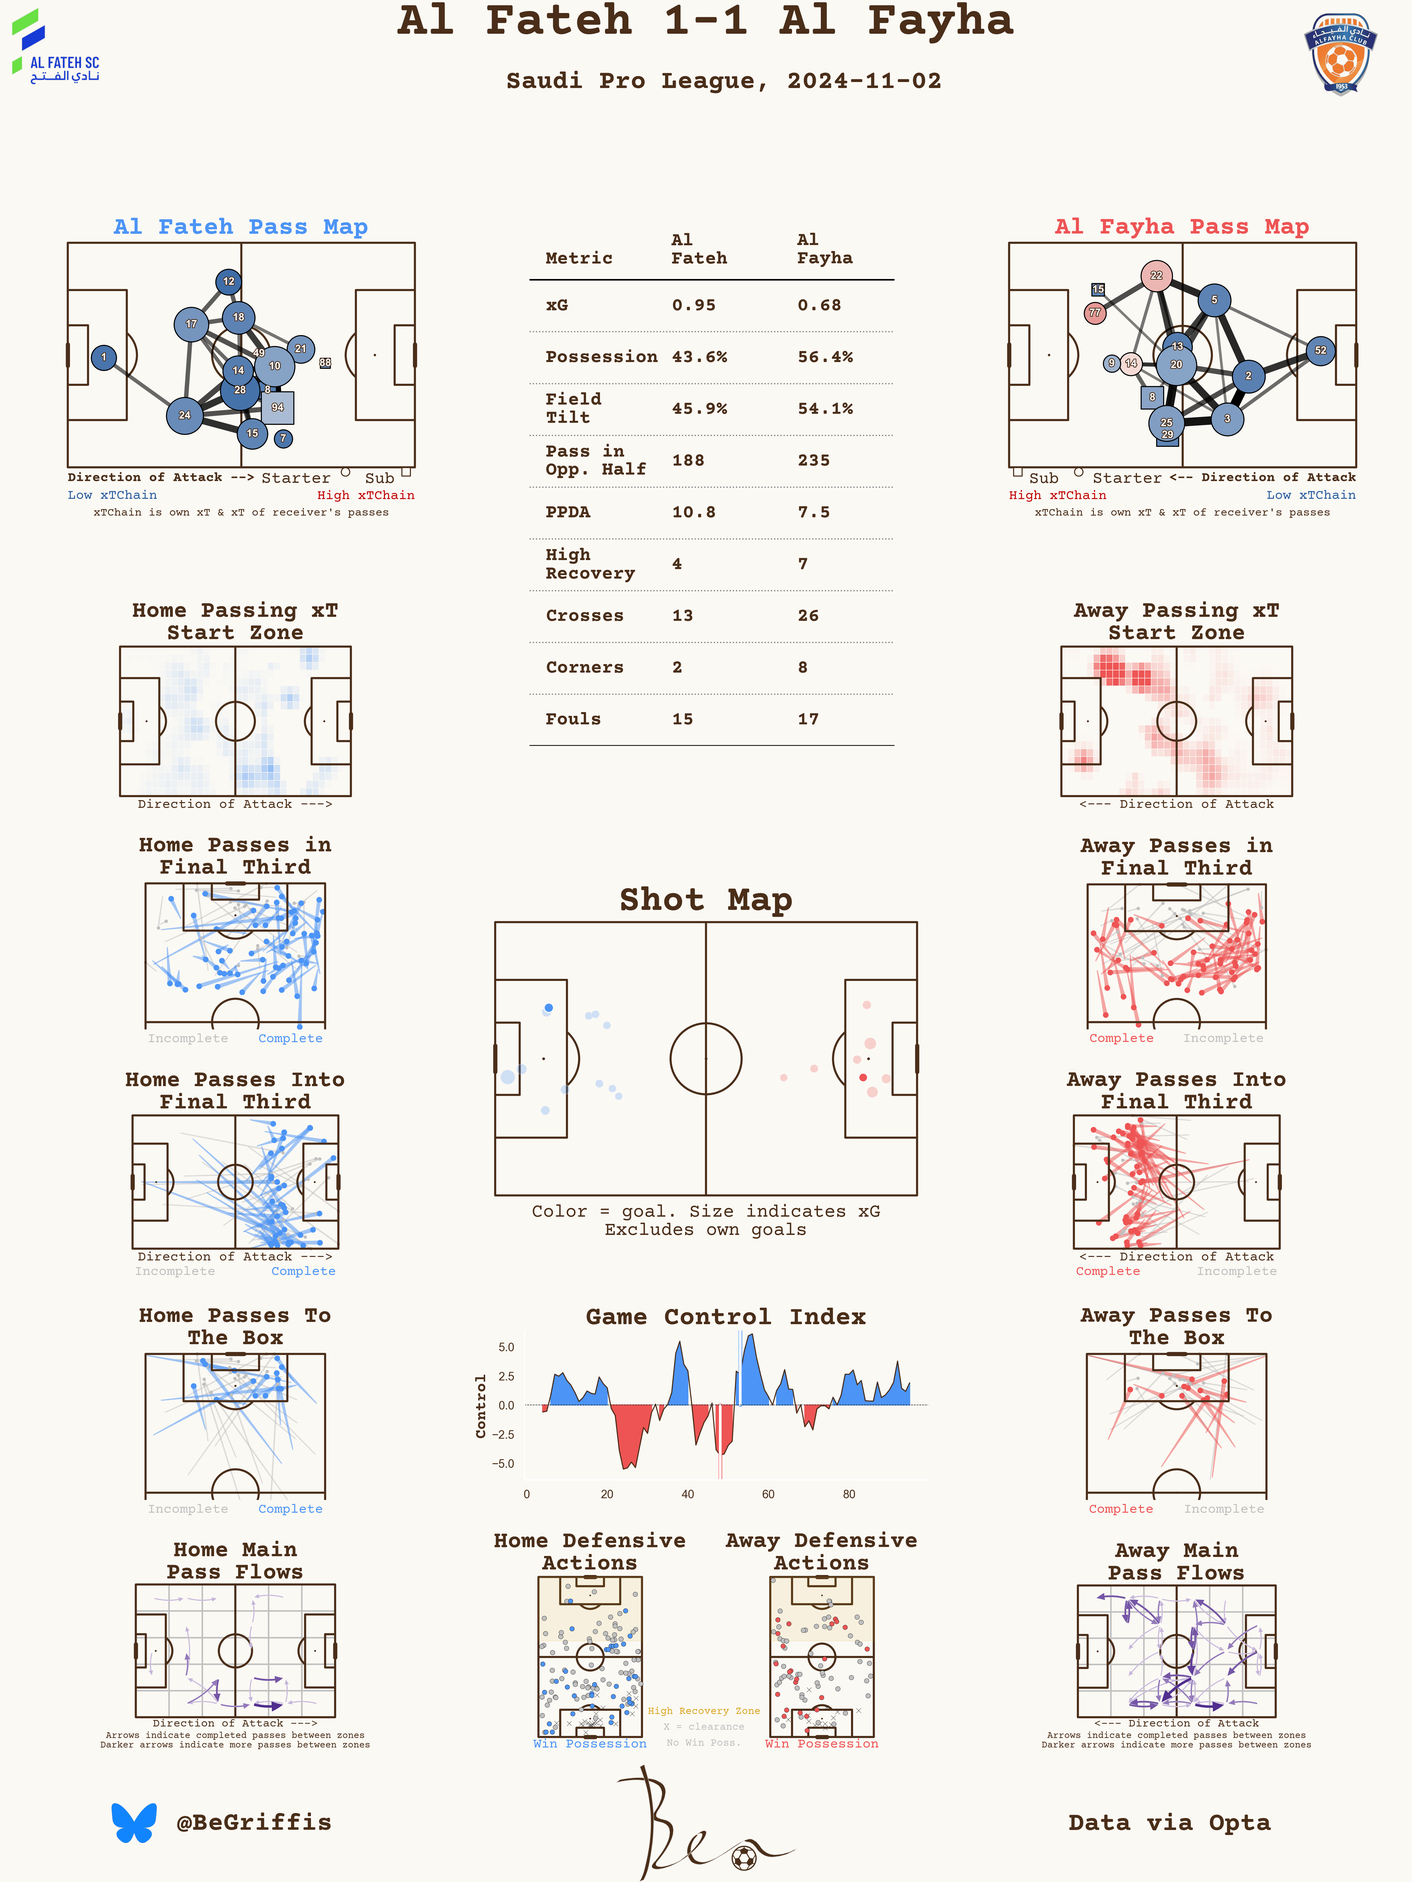 Al Fateh 1-1 Al Fayha
Saudi Pro League, 2024-11-02
AL FATEH SC
نادي الفتح
نادي الفيحاء
ALFAYHA CLUB
1953
Al Fateh Pass Map
12
17
18
1
49
21
88
14
10
28
8
94
24
15
7
Direction of Attack --> Starter Sub
Low xTChain High xTChain
xTChain is own xT & xT of receiver's passes
Metric Al Fateh Al Fayha
xG 0.95 0.68
Possession 43.6% 56.4%
Field Tilt 45.9% 54.1%
Pass in Opp. Half 188 235
PPDA 10.8 7.5
High Recovery 4 7
Crosses 13 26
Corners 2 8
Fouls 15 17
Al Fayha Pass Map
22
15
5
77
13
52
9
14
20
2
8
25
3
29
Sub Starter <-- Direction of Attack
High xTChain Low xTChain
xTChain is own xT & xT of receiver's passes
Home Passing xT
Start Zone
Direction of Attack --->
Away Passing xT
Start Zone
<--- Direction of Attack
Home Passes in
Final Third
Incomplete Complete
Shot Map
Color = goal. Size indicates xG
Excludes own goals
Away Passes in
Final Third
Complete Incomplete
Home Passes Into
Final Third
Direction of Attack --->
Incomplete Complete
Away Passes Into
Final Third
<--- Direction of Attack
Complete Incomplete
Home Passes To
The Box
Incomplete Complete
Game Control Index
Control
5.0
2.5
0.0
−2.5
−5.0
0 20 40 60 80
Away Passes To
The Box
Complete Incomplete
Home Main
Pass Flows
Direction of Attack --->
Arrows indicate completed passes between zones
Darker arrows indicate more passes between zones
Home Defensive
Actions
Win Possession
Away Defensive
Actions
Win Possession
High Recovery Zone
X = clearance
No Win Poss.
Away Main
Pass Flows
<--- Direction of Attack
Arrows indicate completed passes between zones
Darker arrows indicate more passes between zones
@BeGriffis
Ben
Data via Opta